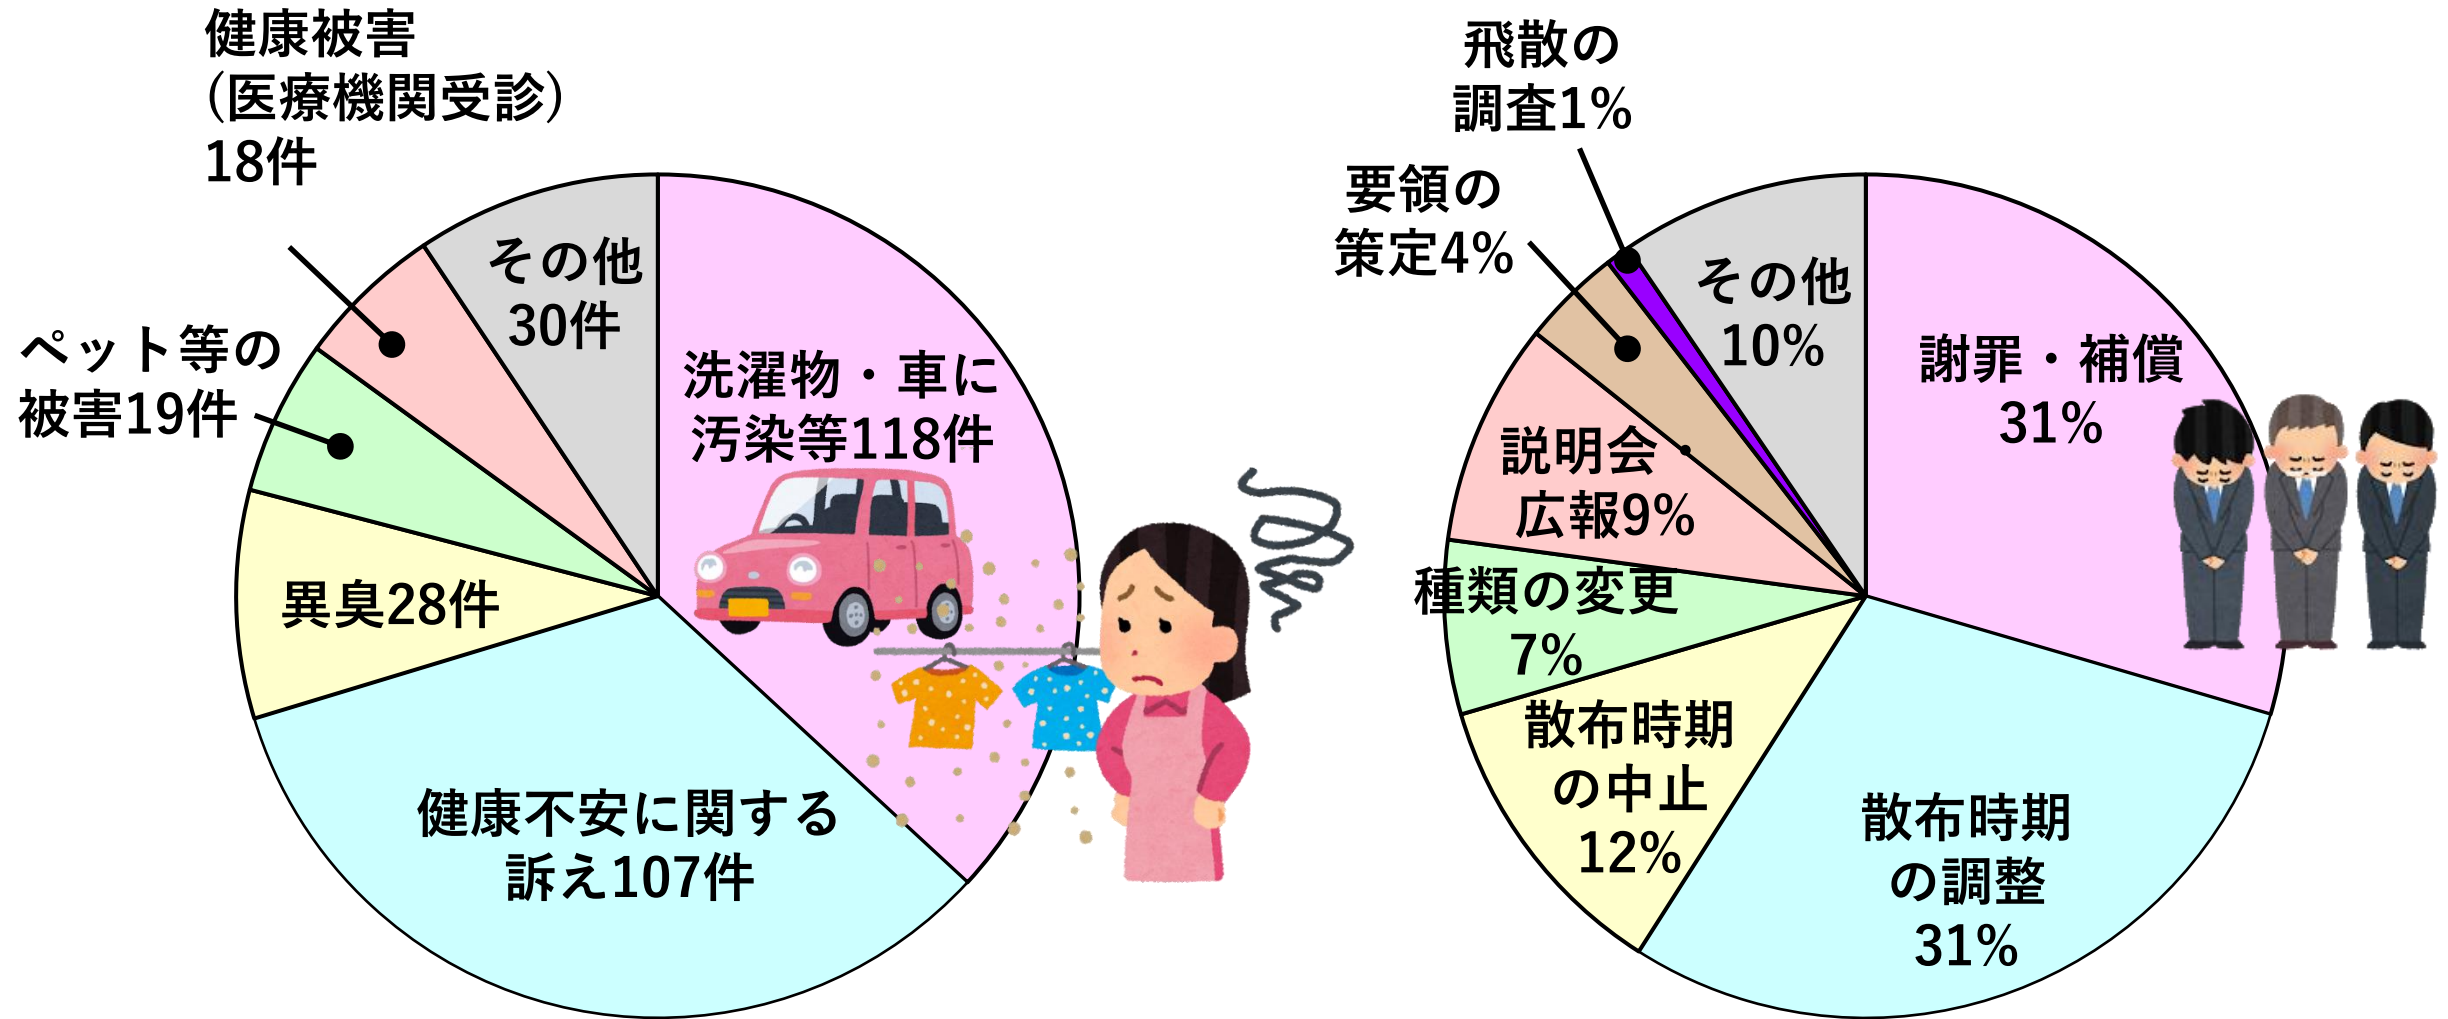 健康被害
(医療機関受診)
18件
ペット等の
被害19件
その他
30件
洗濯物・車に
汚染等118件
異臭28件
健康不安に関する
訴え107件
飛散の
調査1%
要領の
策定4%
その他
10%
謝罪・補償
31%
説明会・
広報9%
種類の変更
7%
散布時期
の中止
12%
散布時期
の調整
31%